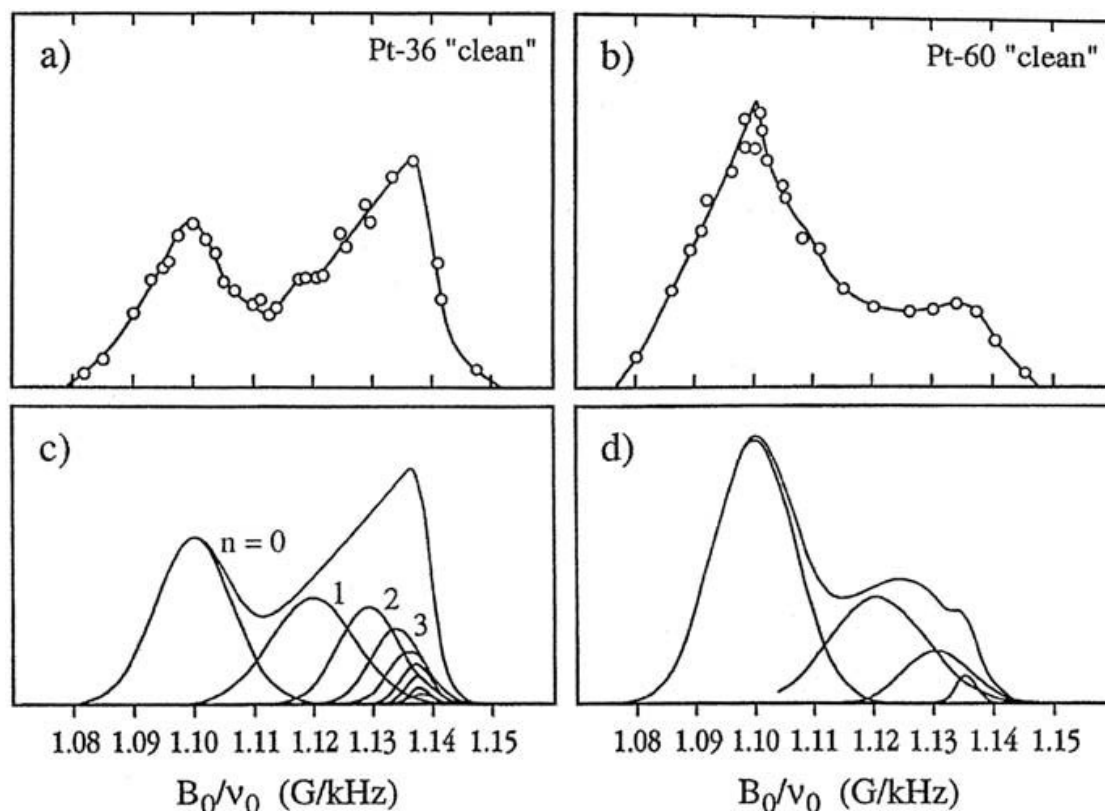 a)
Pt-36 "clean"
b)
Pt-60 "clean"
c)
n = 0
1
2
3
d)
1.08 1.09 1.10 1.11 1.12 1.13 1.14 1.15
1.08 1.09 1.10 1.11 1.12 1.13 1.14 1.15
B₀/ν₀ (G/kHz)
B₀/ν₀ (G/kHz)